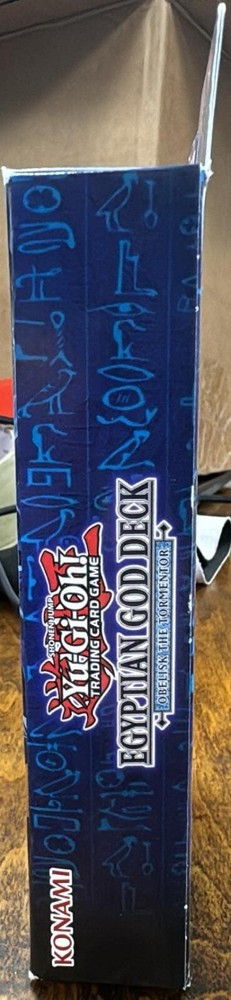 KONAMI
SHONEN JUMP
Yu-Gi-Oh!
TRADING CARD GAME
EGYPTIAN GOD DECK
OBELISK THE TORMENTOR